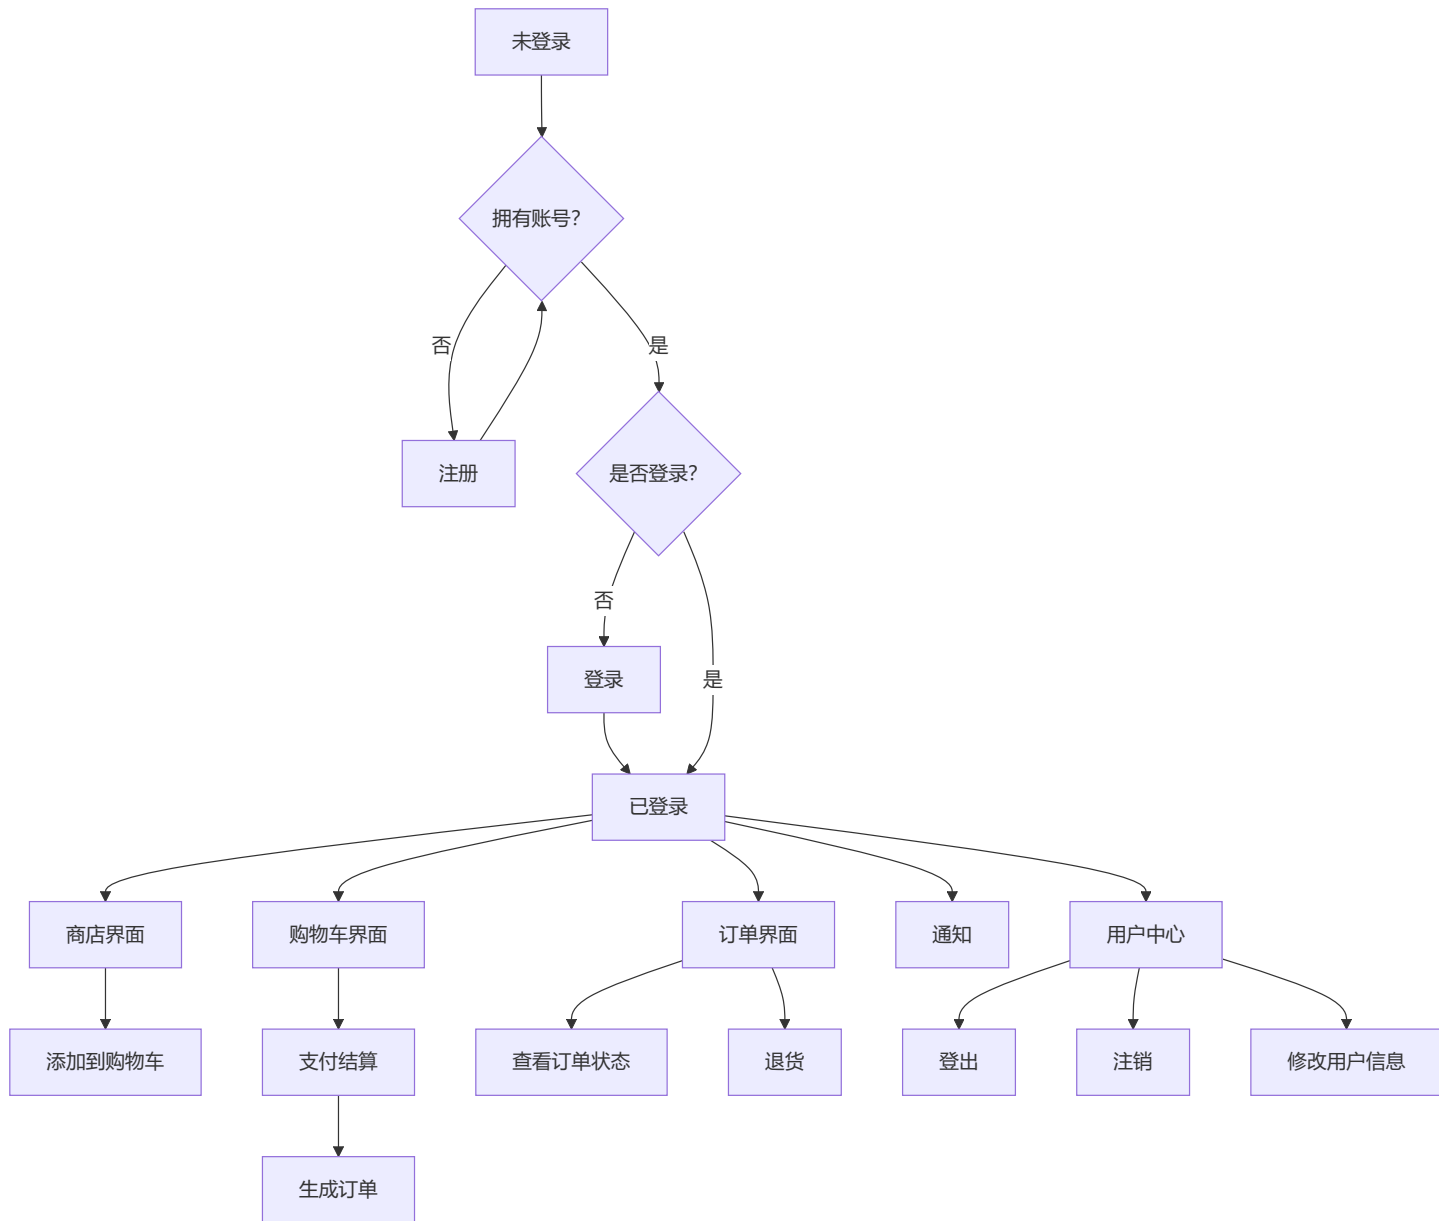 未登录
拥有账号?
否
是
注册
是否登录?
否
登录
是
已登录
商店界面
购物车界面
订单界面
通知
用户中心
添加到购物车
支付结算
查看订单状态
退货
登出
注销
修改用户信息
生成订单